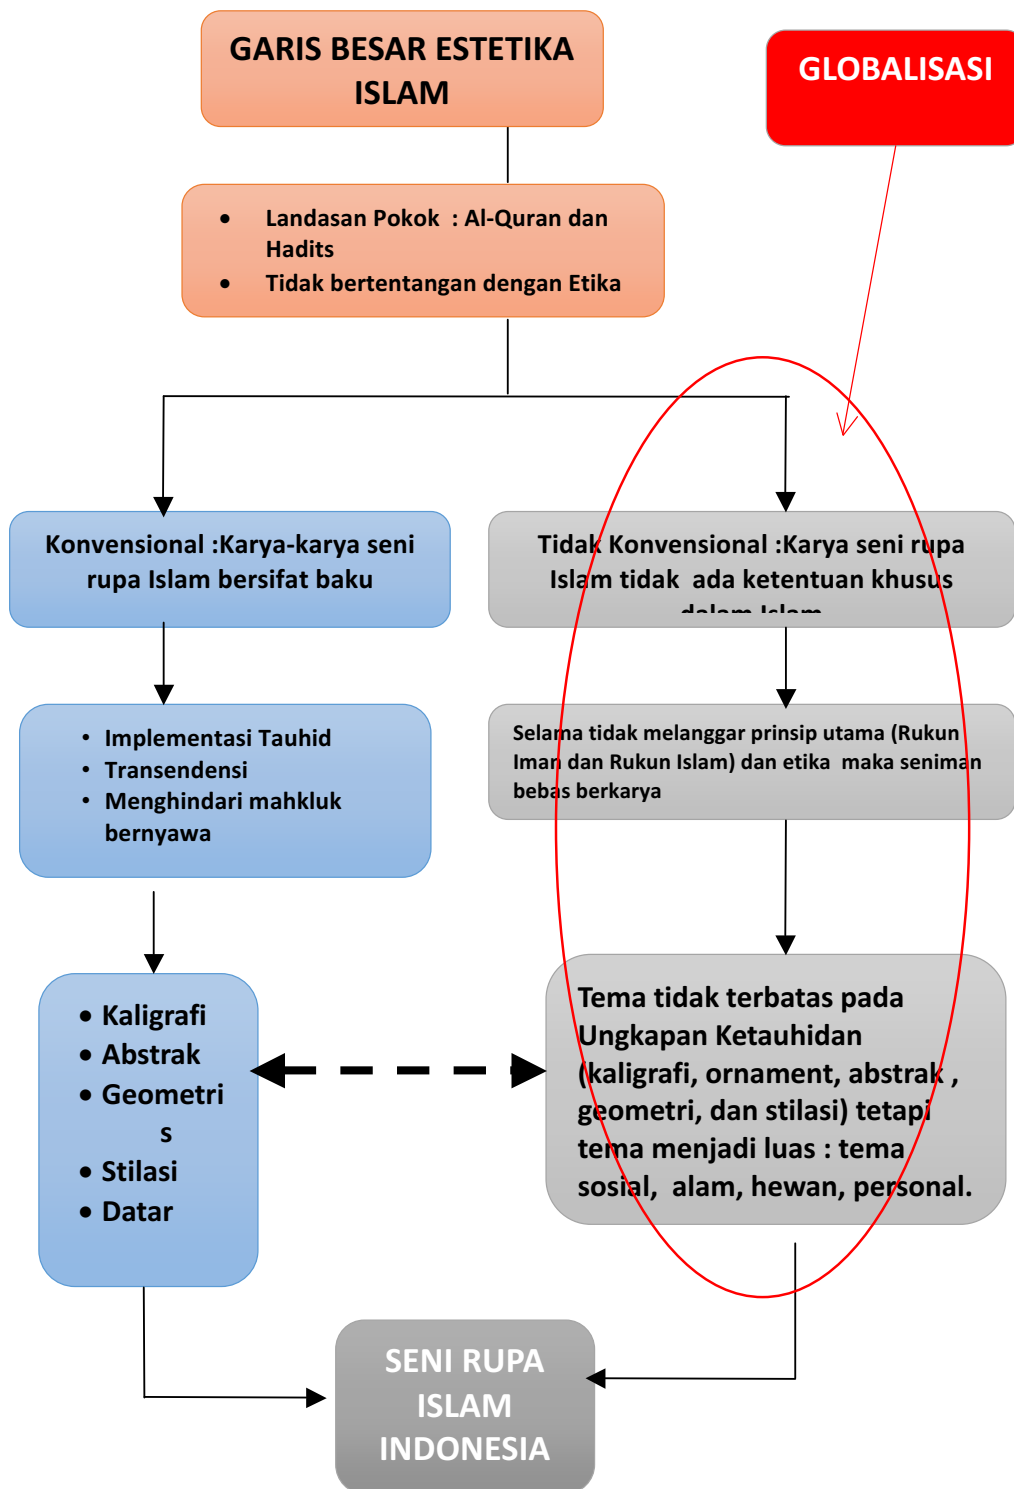 GARIS BESAR ESTETIKA
ISLAM
GLOBALISASI
• Landasan Pokok : Al-Quran dan
Hadits
• Tidak bertentangan dengan Etika
Konvensional :Karya-karya seni
rupa Islam bersifat baku
Tidak Konvensional :Karya seni rupa
Islam tidak ada ketentuan khusus
dalam Islam
• Implementasi Tauhid
• Transendensi
• Menghindari mahkluk
bernyawa
Selama tidak melanggar prinsip utama (Rukun
Iman dan Rukun Islam) dan etika maka seniman
bebas berkarya
• Kaligrafi
• Abstrak
• Geometri
s
• Stilasi
• Datar
Tema tidak terbatas pada
Ungkapan Ketauhidan
(kaligrafi, ornament, abstrak ,
geometri, dan stilasi) tetapi
tema menjadi luas : tema
sosial, alam, hewan, personal.
SENI RUPA
ISLAM
INDONESIA